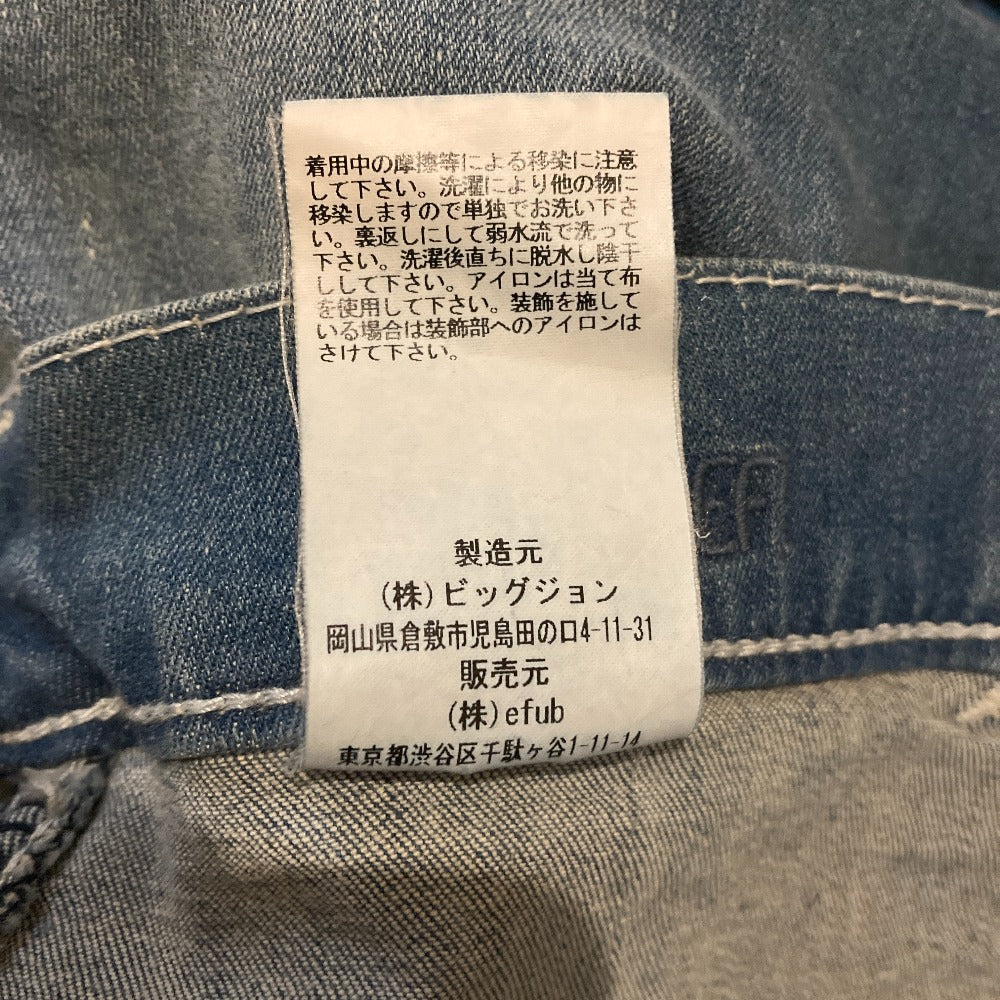 着用中の摩擦等による移染に注意
して下さい。洗濯により他の物に
移染しますので単独でお洗い下さ
い。裏返しにして弱水流で洗って
下さい。洗濯後直ちに脱水し陰干
しして下さい。アイロンは当て布
を使用して下さい。装飾を施して
いる場合は装飾部へのアイロンは
さけて下さい。
製造元
(株)ビッグジョン
岡山県倉敷市児島田の口4-11-31
販売元
(株)efub
東京都渋谷区千駄ヶ谷1-11-14